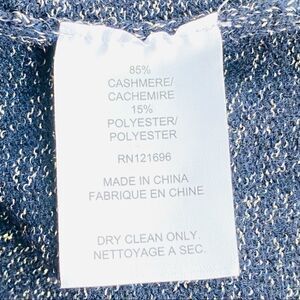 85%
CASHMERE/
CACHEMIRE
15%
POLYESTER/
POLYESTER
RN121696
MADE IN CHINA
FABRIQUE EN CHINE
DRY CLEAN ONLY.
NETTOYAGE A SEC.